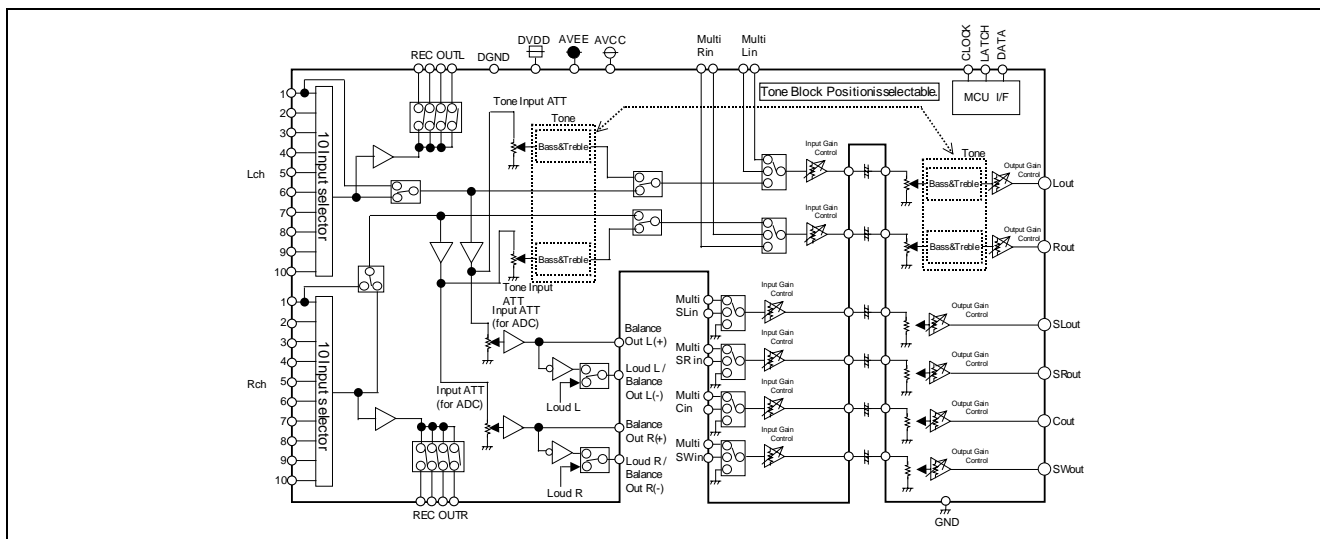 REC OUTL
DGND
DVDD
AVEE
AVCC
Multi
Rin
Multi
Lin
CLOCK
LATCH
DATA
MCU I/F
Tone Block Positionisselectable.
Lch
1
2
3
4
5
6
7
8
9
10
10 Input selector
Tone Input ATT
Tone
Bass&Treble
Bass&Treble
Tone Input
ATT
Input Gain
Control
Input Gain
Control
Tone
Bass&Treble
Bass&Treble
Output Gain
Control
Output Gain
Control
Lout
Rout
Rch
1
2
3
4
5
6
7
8
9
10
10 Input selector
REC OUTR
Input ATT
(for ADC)
Input ATT
(for ADC)
Balance
Out L(+)
Loud L /
Balance
Out L(-)
Loud L
Balance
Out R(+)
Loud R /
Balance
Out R(-)
Loud R
Multi
SLin
Input Gain
Control
Output Gain
Control
SLout
Multi
SRin
Input Gain
Control
Output Gain
Control
SRout
Multi
Cin
Input Gain
Control
Output Gain
Control
Cout
Multi
SWin
Input Gain
Control
Output Gain
Control
SWout
GND